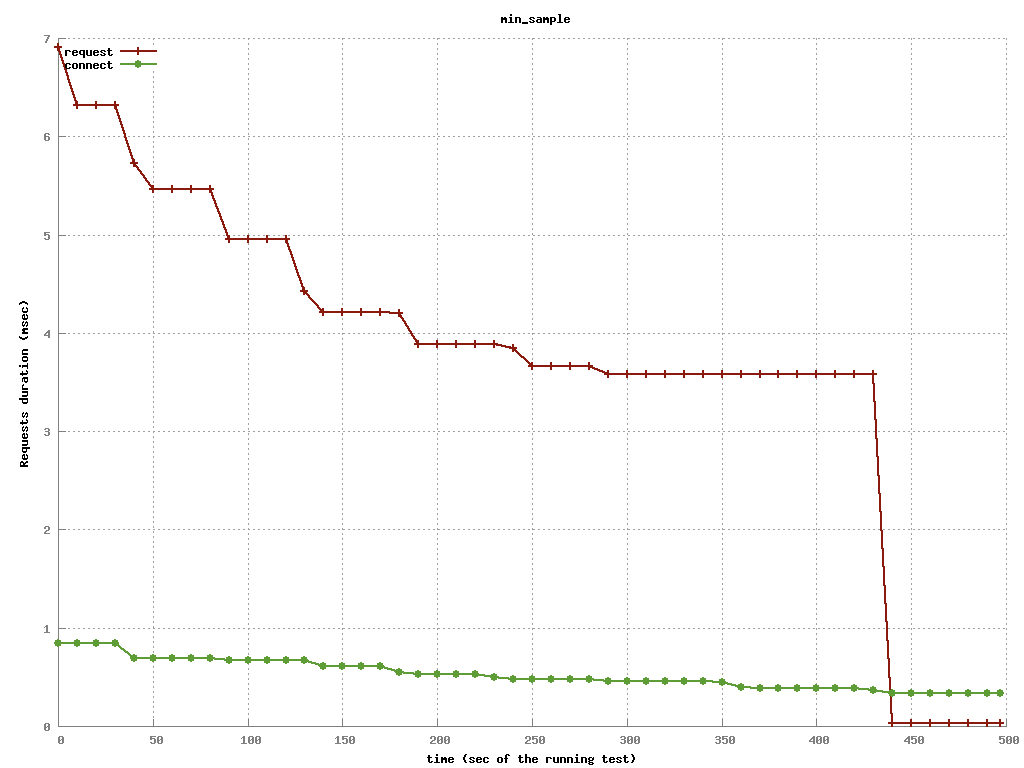 min_sample
request
connect
7
6
5
4
3
2
1
0
Requests duration (msec)
0 50 100 150 200 250 300 350 400 450 500
time (sec of the running test)